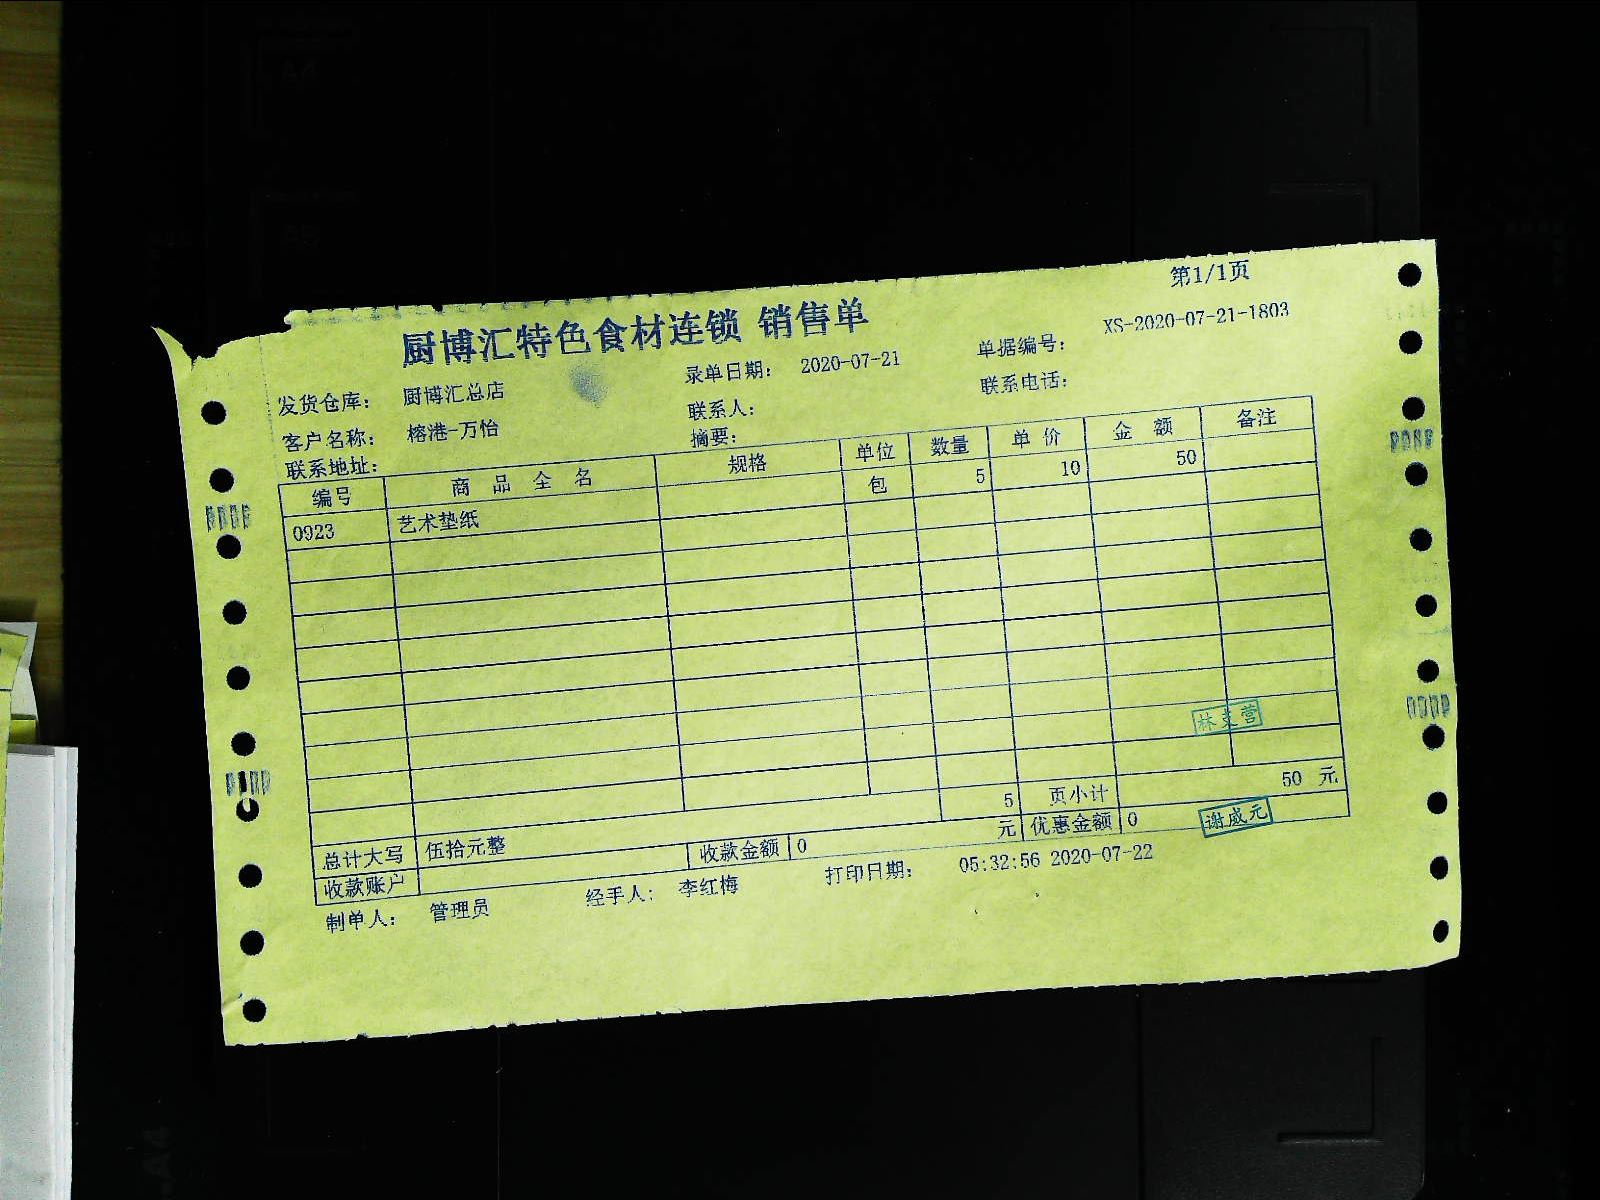 第1/1页
厨博汇特色食材连锁 销售单
发货仓库： 厨博汇总店 录单日期： 2020-07-21 单据编号： XS-2020-07-21-1803
客户名称： 榕港-万怡 联系人： 联系电话：
联系地址： 摘要：
编号 商 品 全 名 规格 单位 数量 单 价 金 额 备注
0923 艺术垫纸 包 5 10 50
林支营
5 页小计 50 元
总计大写 伍拾元整 收款金额 0 元 优惠金额 0
谢威元
收款账户
制单人： 管理员 经手人： 李红梅 打印日期： 05:32:56 2020-07-22